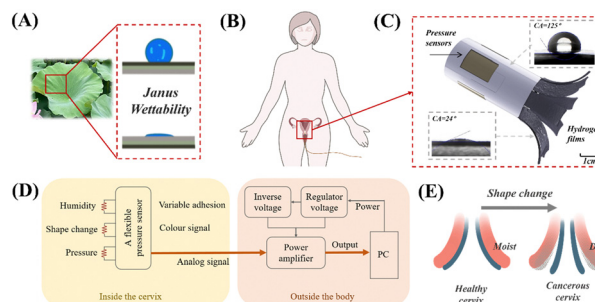 (A)
Janus
Wettability
(B)
(C)
Pressure
sensors
CA=125°
CA=24°
Hydrogel
films
1cm
(D)
Humidity
Shape change
Pressure
A flexible
pressure sensor
Variable adhesion
Colour signal
Analog signal
Inside the cervix
Inverse
voltage
Regulator
voltage
Power
Power
amplifier
Output
PC
Outside the body
(E)
Shape change
Moist
Healthy
cervix
Cancerous
cervix